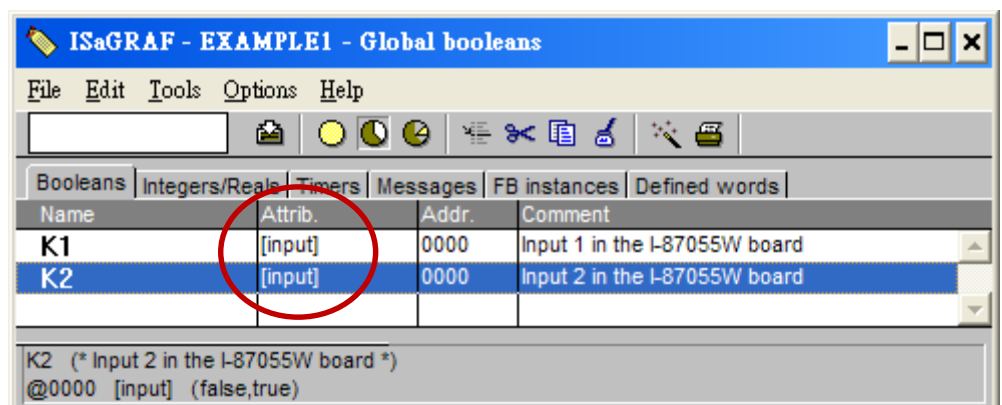 ISaGRAF - EXAMPLE1 - Global booleans
File Edit Tools Options Help
Booleans Integers/Reals Timers Messages FB instances Defined words
Name Attrib. Addr. Comment
K1 [input] 0000 Input 1 in the I-87055W board
K2 [input] 0000 Input 2 in the I-87055W board
K2 (* Input 2 in the I-87055W board *)
@0000 [input] (false,true)